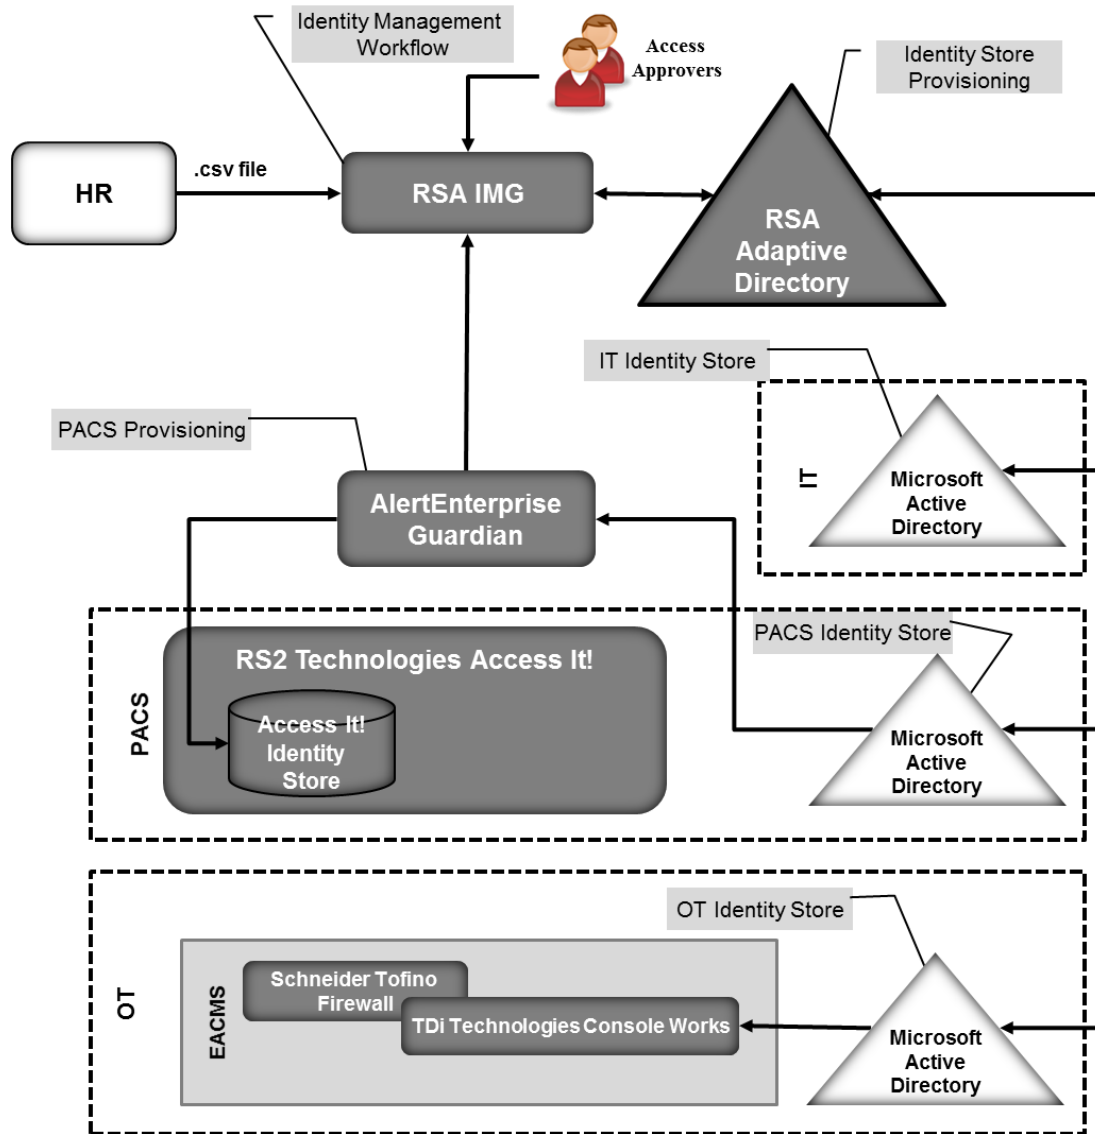 Identity Management
Workflow
Access
Approvers
Identity Store
Provisioning
HR
.csv file
RSA IMG
RSA
Adaptive
Directory
IT Identity Store
PACS Provisioning
IT
Microsoft
Active
Directory
AlertEnterprise
Guardian
PACS
RS2 Technologies Access It!
Access It!
Identity
Store
PACS Identity Store
Microsoft
Active
Directory
OT
OT Identity Store
EACMS
Schneider Tofino
Firewall
TDi Technologies Console Works
Microsoft
Active
Directory